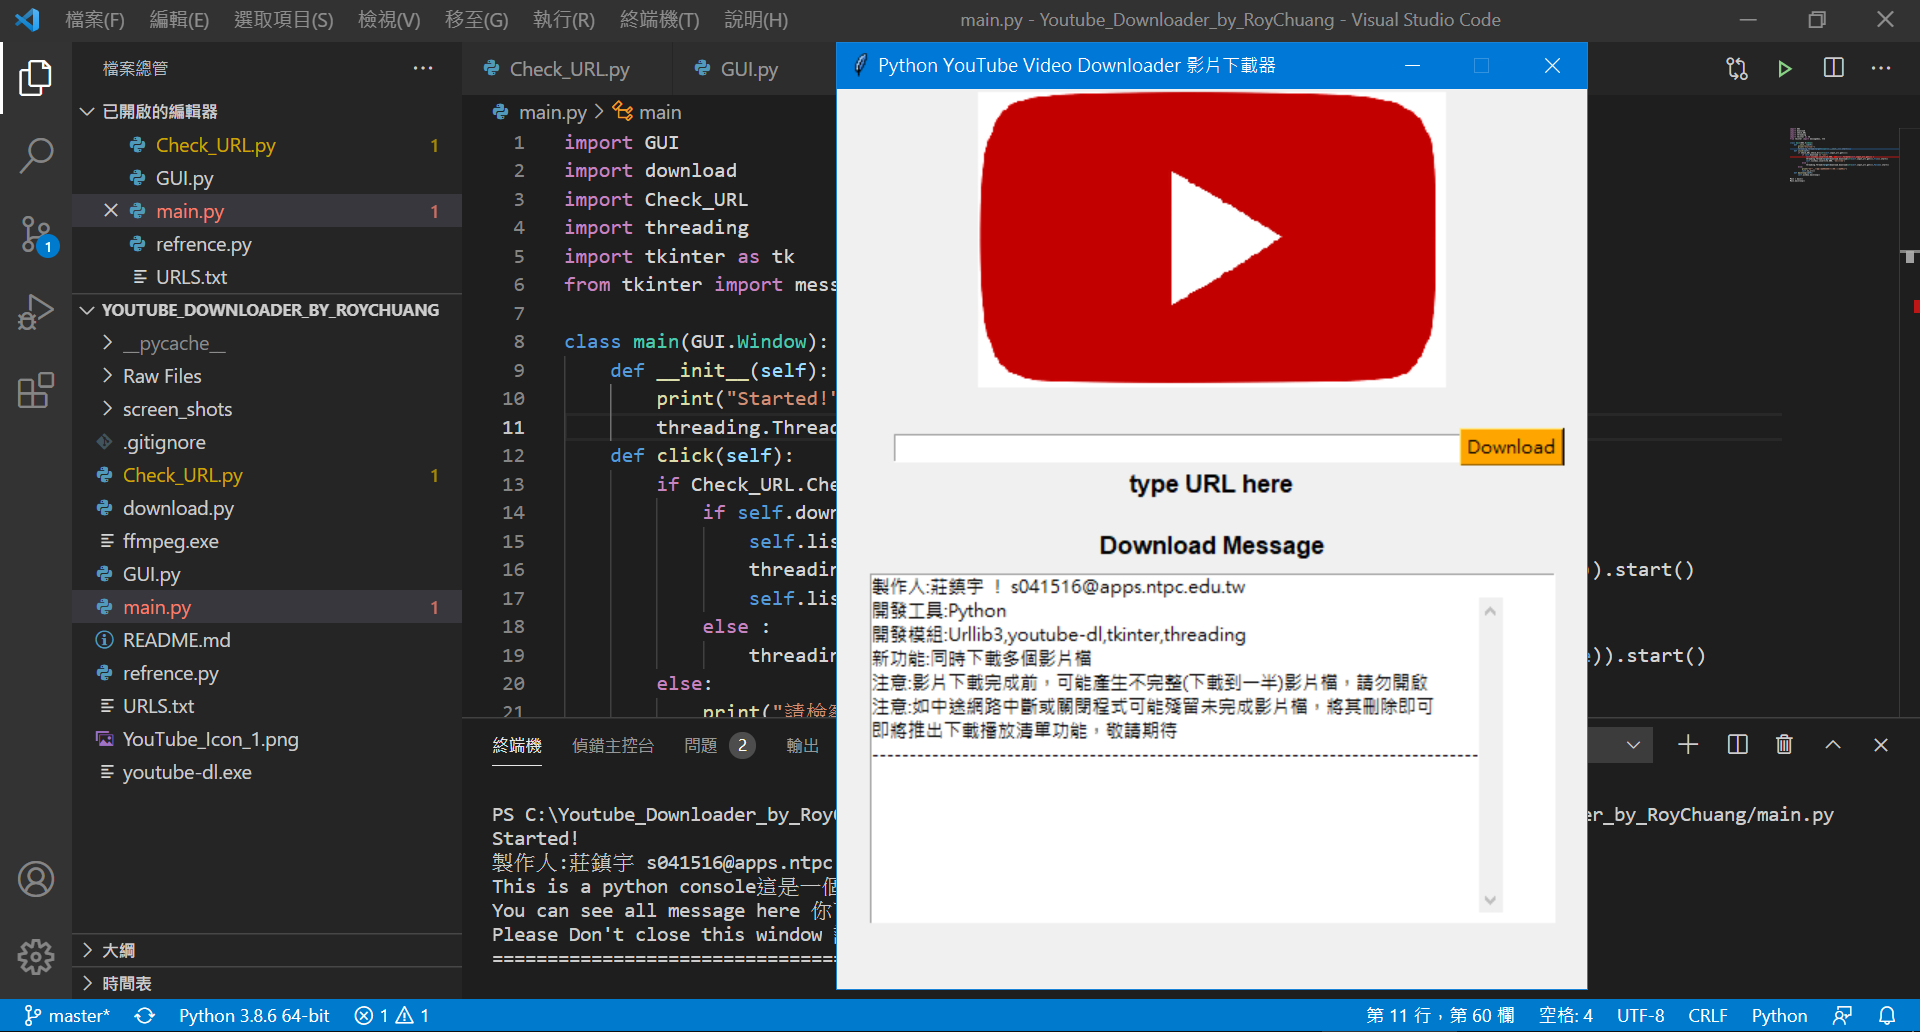 檔案(F) 編輯(E) 選取項目(S) 檢視(V) 移至(G) 執行(R) 終端機(T) 說明(H) main.py - Youtube_Downloader_by_RoyChuang - Visual Studio Code
檔案總管
已開啟的編輯器
Check_URL.py 1
GUI.py
main.py 1
refrence.py
URLS.txt
YOUTUBE_DOWNLOADER_BY_ROYCHUANG
__pycache__
Raw Files
screen_shots
.gitignore
Check_URL.py 1
download.py
ffmpeg.exe
GUI.py
main.py 1
README.md
refrence.py
URLS.txt
YouTube_Icon_1.png
youtube-dl.exe
大綱
時間表
1
Check_URL.py GUI.py
main.py > main
1 import GUI
2 import download
3 import Check_URL
4 import threading
5 import tkinter as tk
6 from tkinter import mess
7
8 class main(GUI.Window):
9 def __init__(self):
10 print("Started!"
11 threading.Threa
12 def click(self):
13 if Check_URL.Che
14 if self.dow
15 self.lis
16 threadin ).start()
17 self.lis
18 else :
19 threadin )).start()
20 else:
21 print("請檢
終端機 偵錯主控台 問題 2 輸出
PS C:\Youtube_Downloader_by_Roy er_by_RoyChuang/main.py
Started!
製作人:莊鎮宇 s041516@apps.ntpc
This is a python console這是一個
You can see all message here 你
Please Don't close this window
===============================
Python YouTube Video Downloader 影片下載器
Download
type URL here
Download Message
製作人:莊鎮宇 ! s041516@apps.ntpc.edu.tw
開發工具:Python
開發模組:Urllib3,youtube-dl,tkinter,threading
新功能:同時下載多個影片檔
注意:影片下載完成前，可能產生不完整(下載到一半)影片檔，請勿開啟
注意:如中途網路中斷或關閉程式可能殘留未完成影片檔，將其刪除即可
即將推出下載播放清單功能，敬請期待
--------------------------------------------------------------------------------
master* Python 3.8.6 64-bit 1 1 第 11 行，第 60 欄 空格: 4 UTF-8 CRLF Python